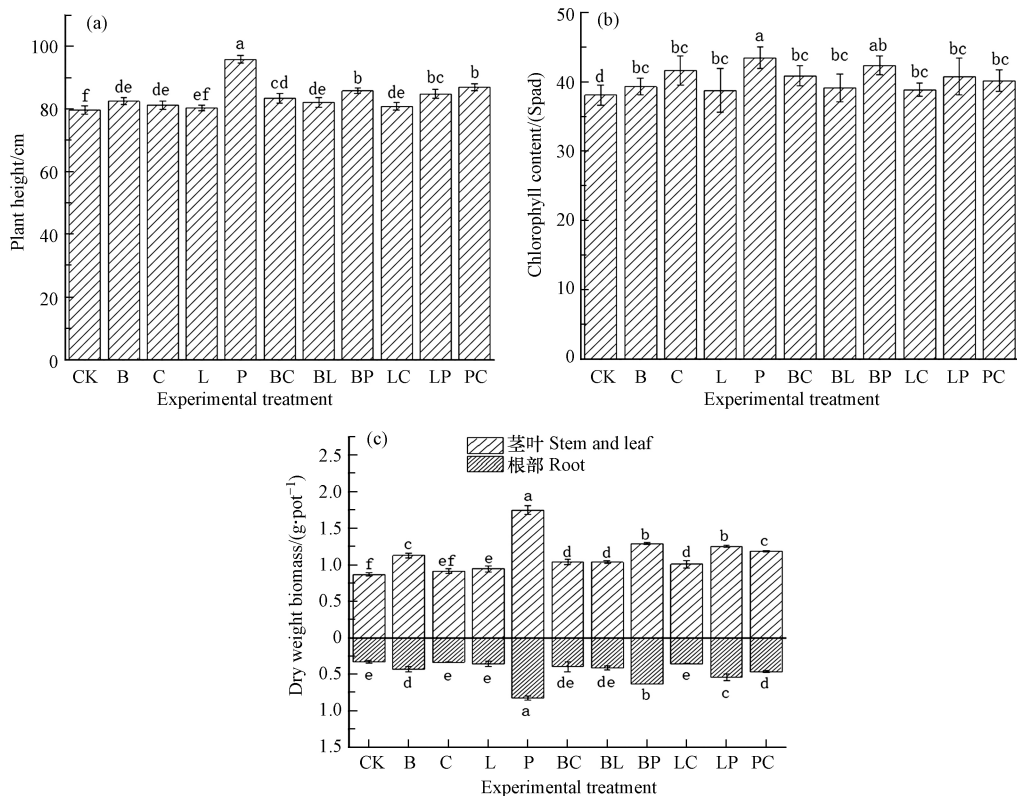 (a)
100
80
60
40
20
0
Plant height/cm
f de de ef a cd de b de bc b
CK B C L P BC BL BP LC LP PC
Experimental treatment
(b)
50
40
30
20
10
0
Chlorophyll content/(Spad)
d bc bc bc a bc bc ab bc bc bc
CK B C L P BC BL BP LC LP PC
Experimental treatment
(c)
茎叶 Stem and leaf
根部 Root
2.5
2.0
1.5
1.0
0.5
0
0.5
1.0
1.5
Dry weight biomass/(g·pot⁻¹)
f c ef e a d d b d b c
e d e e a de de b e c d
CK B C L P BC BL BP LC LP PC
Experimental treatment